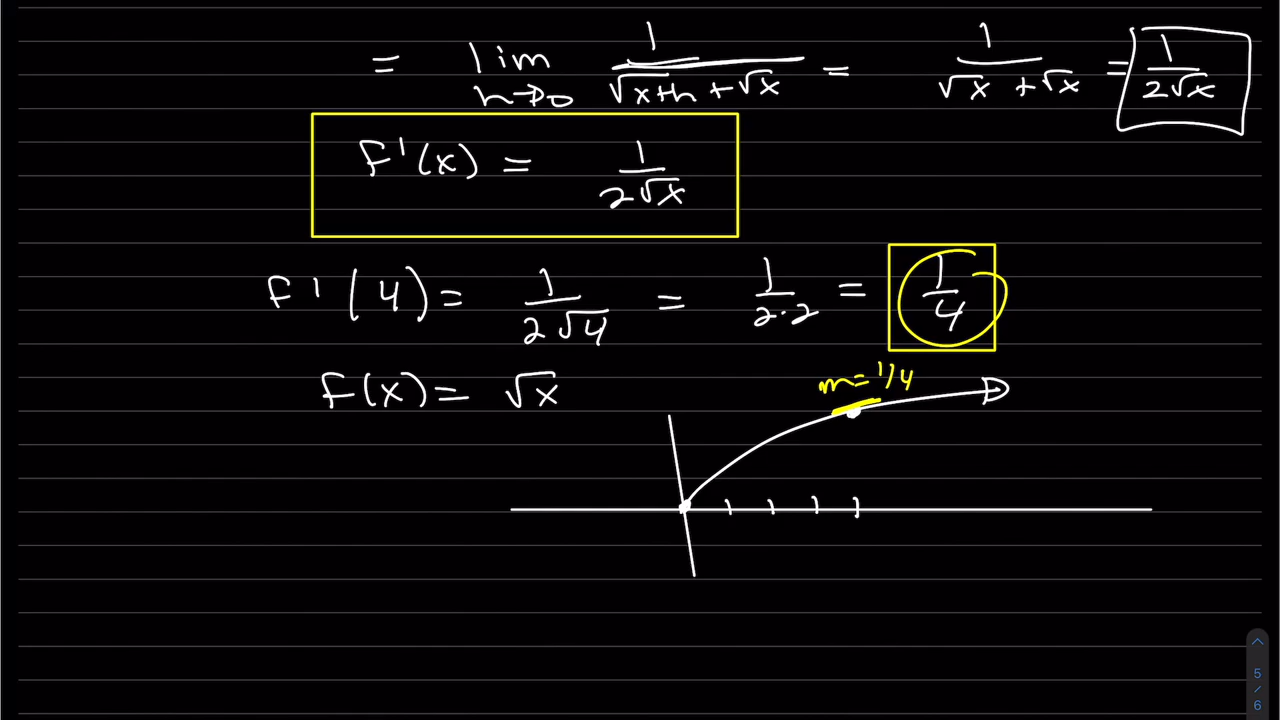 = lim h→0 1/(√x+h + √x) = 1/(√x + √x) = 1/(2√x)
f'(x) = 1/(2√x)
f'(4) = 1/(2√4) = 1/(2·2) = 1/4
f(x) = √x
m = 1/4
5
/
6